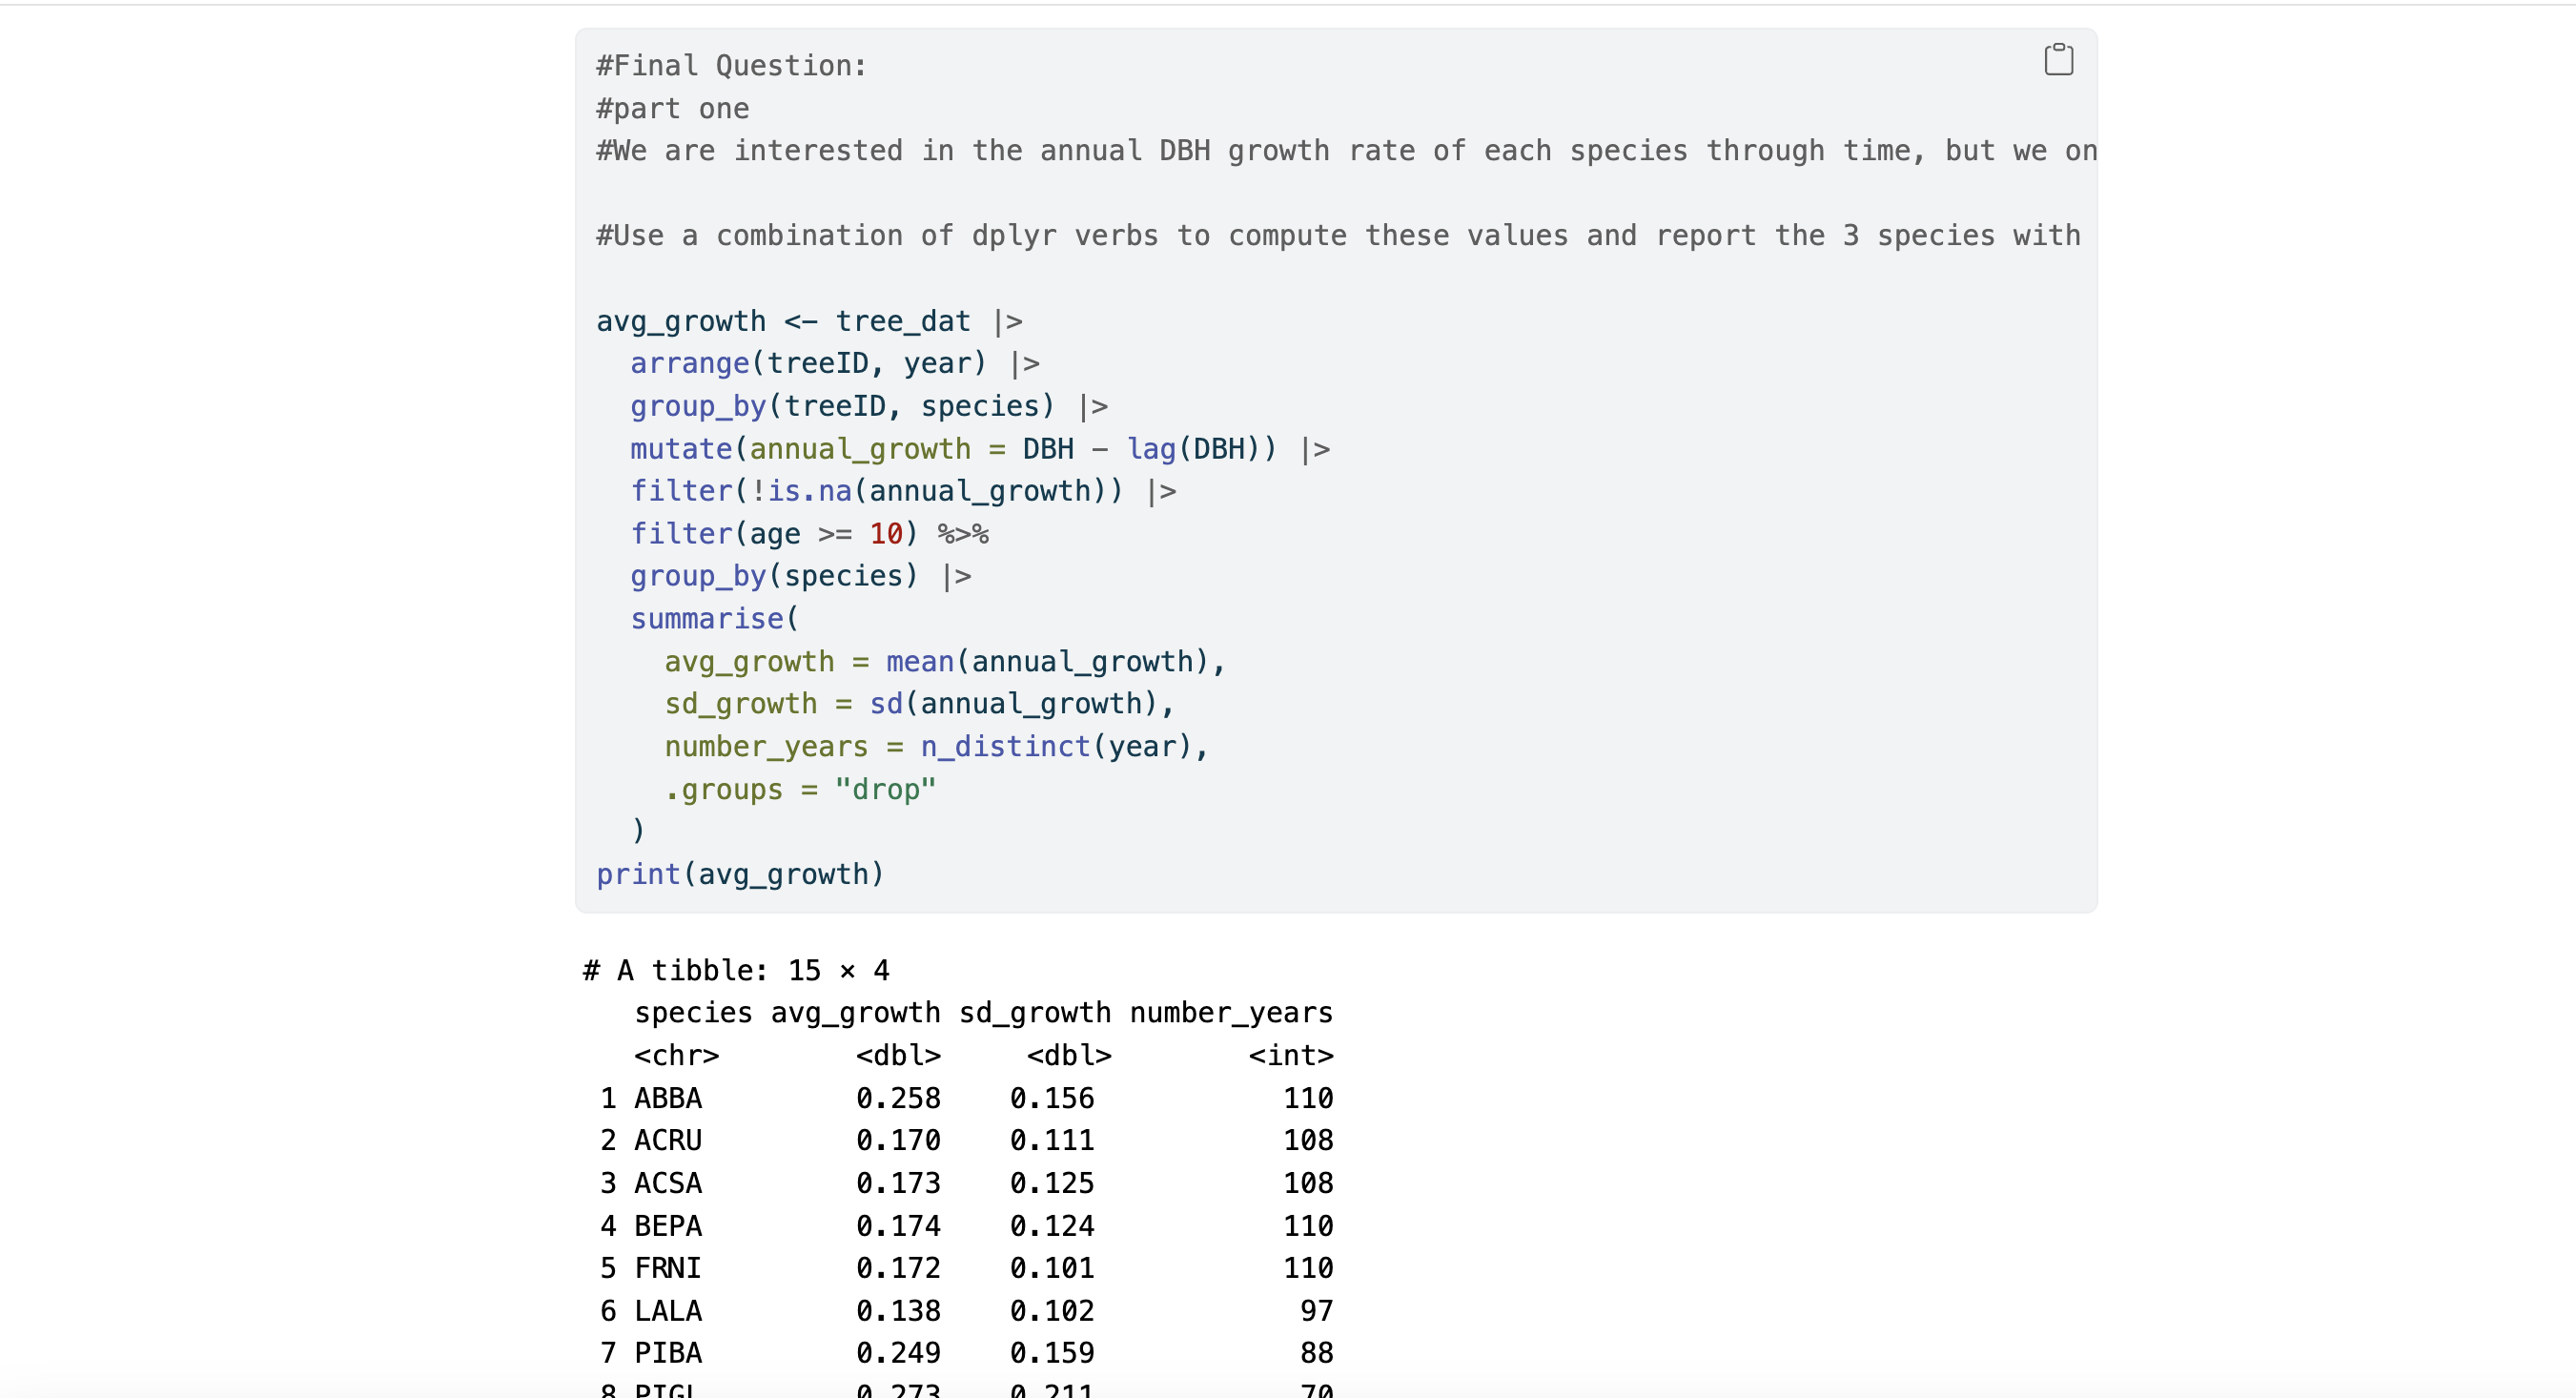 #Final Question:
#part one
#We are interested in the annual DBH growth rate of each species through time, but we on
#Use a combination of dplyr verbs to compute these values and report the 3 species with
avg_growth <- tree_dat |>
  arrange(treeID, year) |>
  group_by(treeID, species) |>
  mutate(annual_growth = DBH - lag(DBH)) |>
  filter(!is.na(annual_growth)) |>
  filter(age >= 10) %>%
  group_by(species) |>
  summarise(
    avg_growth = mean(annual_growth),
    sd_growth = sd(annual_growth),
    number_years = n_distinct(year),
    .groups = "drop"
  )
print(avg_growth)
# A tibble: 15 × 4
   species avg_growth sd_growth number_years
   <chr>        <dbl>     <dbl>        <int>
 1 ABBA         0.258    0.156           110
 2 ACRU         0.170    0.111           108
 3 ACSA         0.173    0.125           108
 4 BEPA         0.174    0.124           110
 5 FRNI         0.172    0.101           110
 6 LALA         0.138    0.102            97
 7 PIBA         0.249    0.159            88
 8 PIGL         0.273    0.211            70